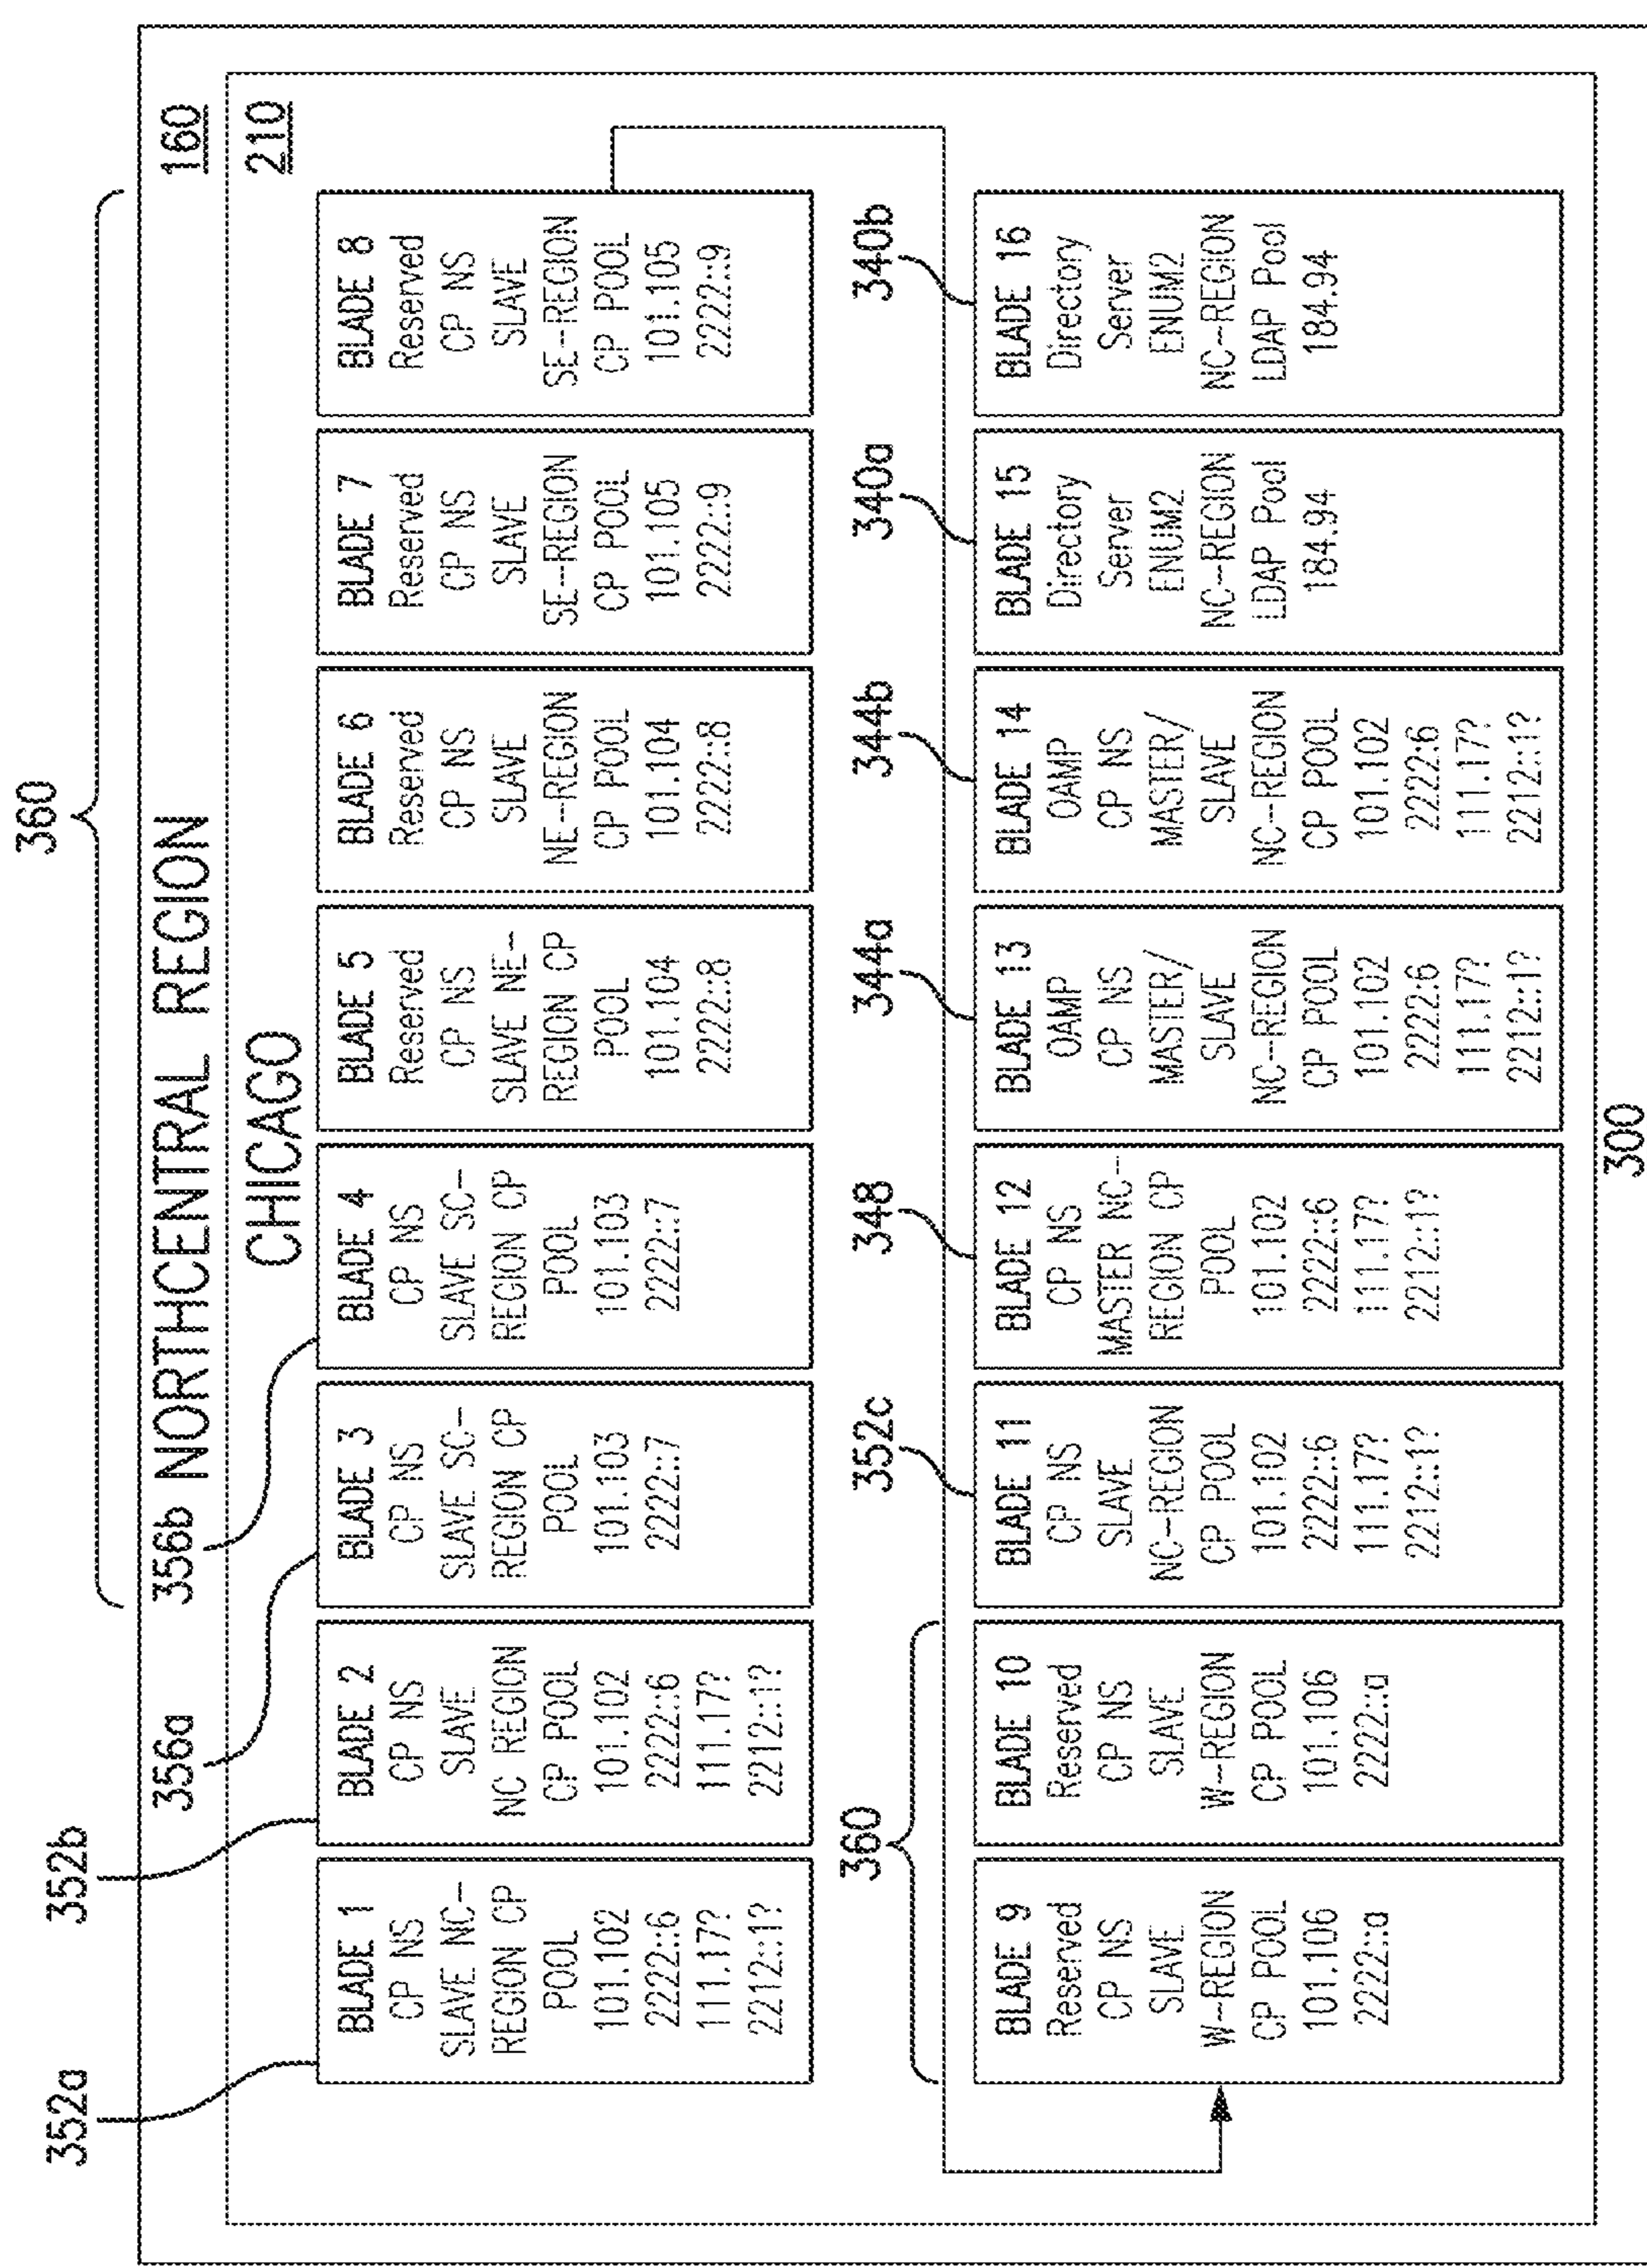 360
NORTHCENTRAL REGION
160
352a
352b
356a
356b
CHICAGO
210
BLADE 1
CP NS
SLAVE NC-
REGION CP
POOL
101.102
2222::6
111.17?
2212::1?
BLADE 2
CP NS
SLAVE
NC REGION
CP POOL
101.102
2222::6
111.17?
2212::1?
BLADE 3
CP NS
SLAVE SC-
REGION CP
POOL
101.103
2222::7
BLADE 4
CP NS
SLAVE SC-
REGION CP
POOL
101.103
2222::7
BLADE 5
Reserved
CP NS
SLAVE NE-
REGION CP
POOL
101.104
2222::8
BLADE 6
Reserved
CP NS
SLAVE
NE-REGION
CP POOL
101.104
2222::8
BLADE 7
Reserved
CP NS
SLAVE
SE-REGION
CP POOL
101.105
2222::9
BLADE 8
Reserved
CP NS
SLAVE
SE-REGION
CP POOL
101.105
2222::9
360
352c
348
344a
344b
340a
340b
BLADE 9
Reserved
CP NS
SLAVE
W-REGION
CP POOL
101.106
2222::a
BLADE 10
Reserved
CP NS
SLAVE
W-REGION
CP POOL
101.106
2222::a
BLADE 11
CP NS
SLAVE
NC-REGION
CP POOL
101.102
2222::6
111.17?
2212::1?
BLADE 12
CP NS
MASTER NC-
REGION CP
POOL
101.102
2222::6
111.17?
2212::1?
BLADE 13
OAMP
CP NS
MASTER/
SLAVE
NC-REGION
CP POOL
101.102
2222:6
111.17?
2212::1?
BLADE 14
OAMP
CP NS
MASTER/
SLAVE
NC-REGION
CP POOL
101.102
2222:6
111.17?
2212::1?
BLADE 15
Directory
Server
ENUM2
NC-REGION
LDAP Pool
184.94
BLADE 16
Directory
Server
ENUM2
NC-REGION
LDAP Pool
184.94
300